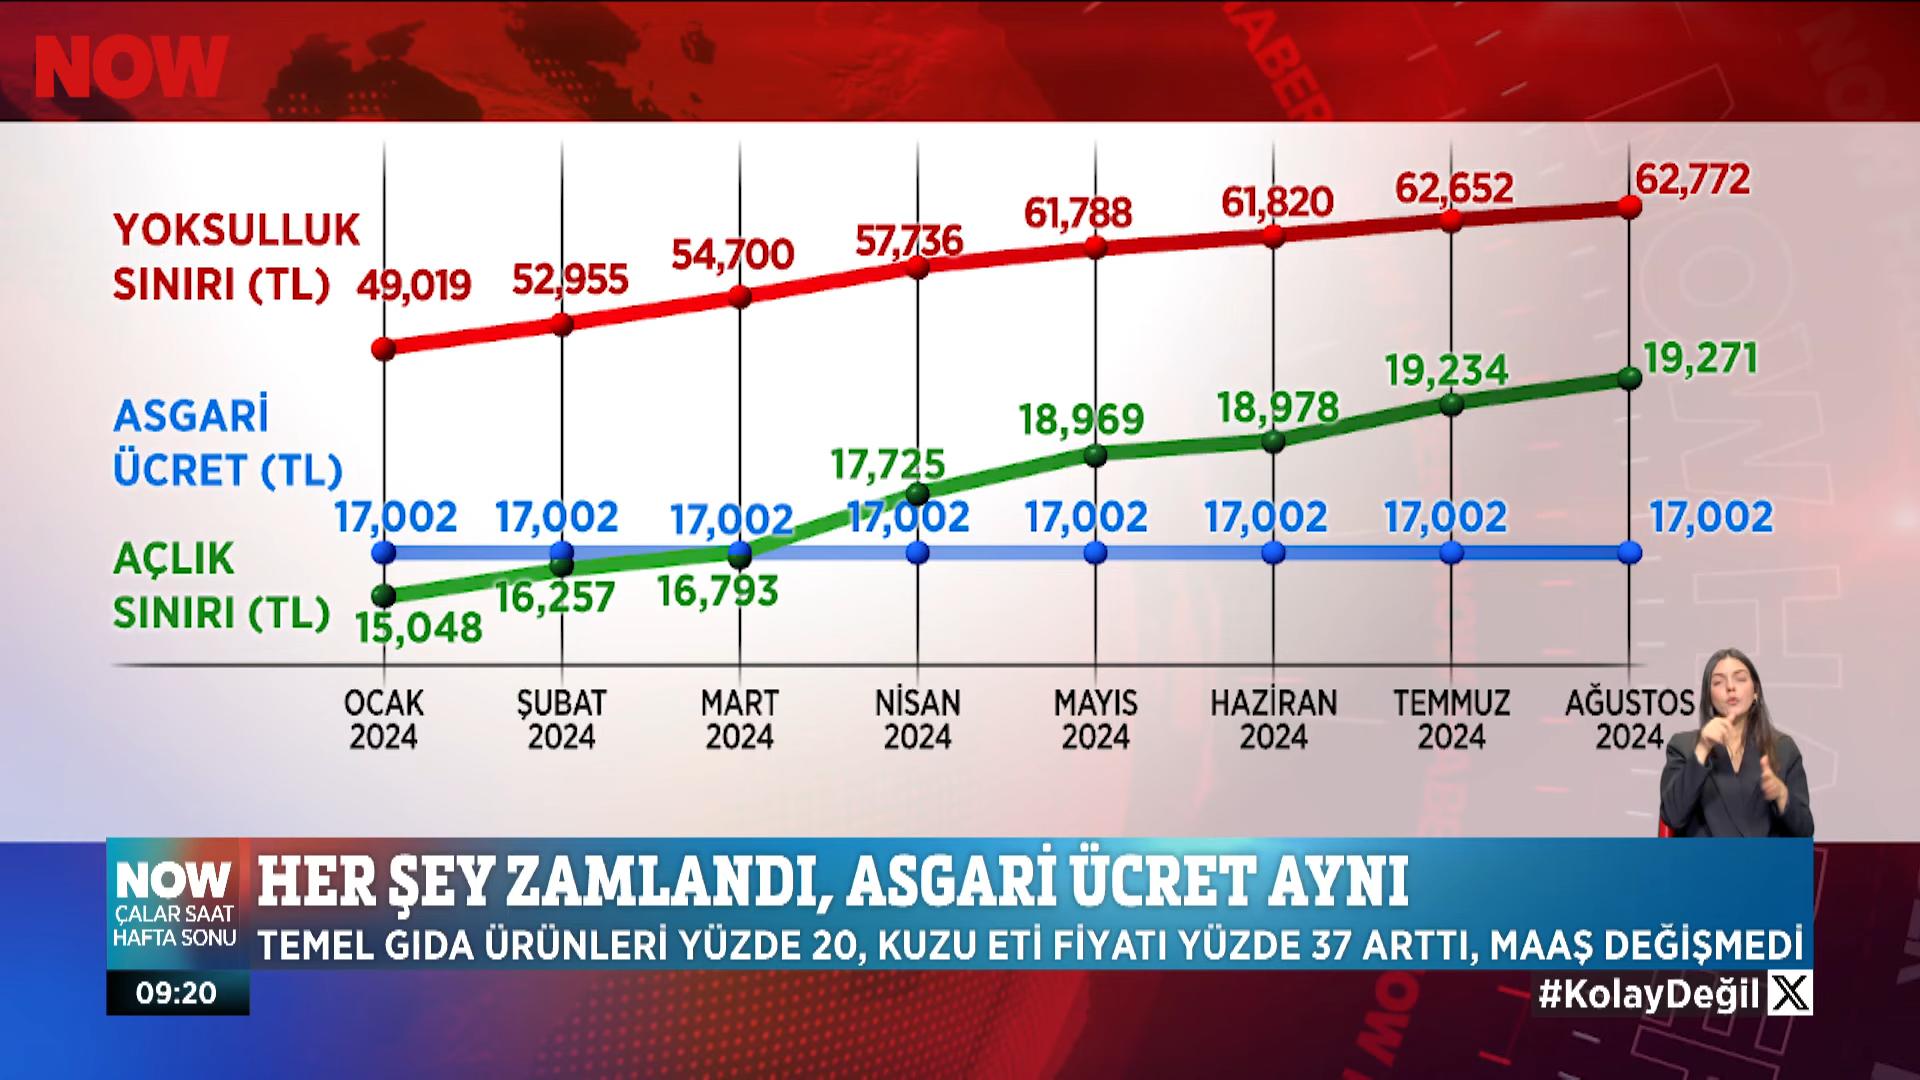 NOW
HABER
YOKSULLUK
SINIRI (TL)
49,019
52,955
54,700
57,736
61,788
61,820
62,652
62,772
ASGARİ
ÜCRET (TL)
17,002
17,002
17,002
17,002
17,002
17,002
17,002
17,002
AÇLIK
SINIRI (TL)
15,048
16,257
16,793
17,725
18,969
18,978
19,234
19,271
OCAK
2024
ŞUBAT
2024
MART
2024
NİSAN
2024
MAYIS
2024
HAZİRAN
2024
TEMMUZ
2024
AĞUSTOS
2024
NOW
ÇALAR SAAT
HAFTA SONU
HER ŞEY ZAMLANDI, ASGARİ ÜCRET AYNI
TEMEL GIDA ÜRÜNLERİ YÜZDE 20, KUZU ETİ FİYATI YÜZDE 37 ARTTI, MAAŞ DEĞİŞMEDİ
09:20
#KolayDeğil X
NOW